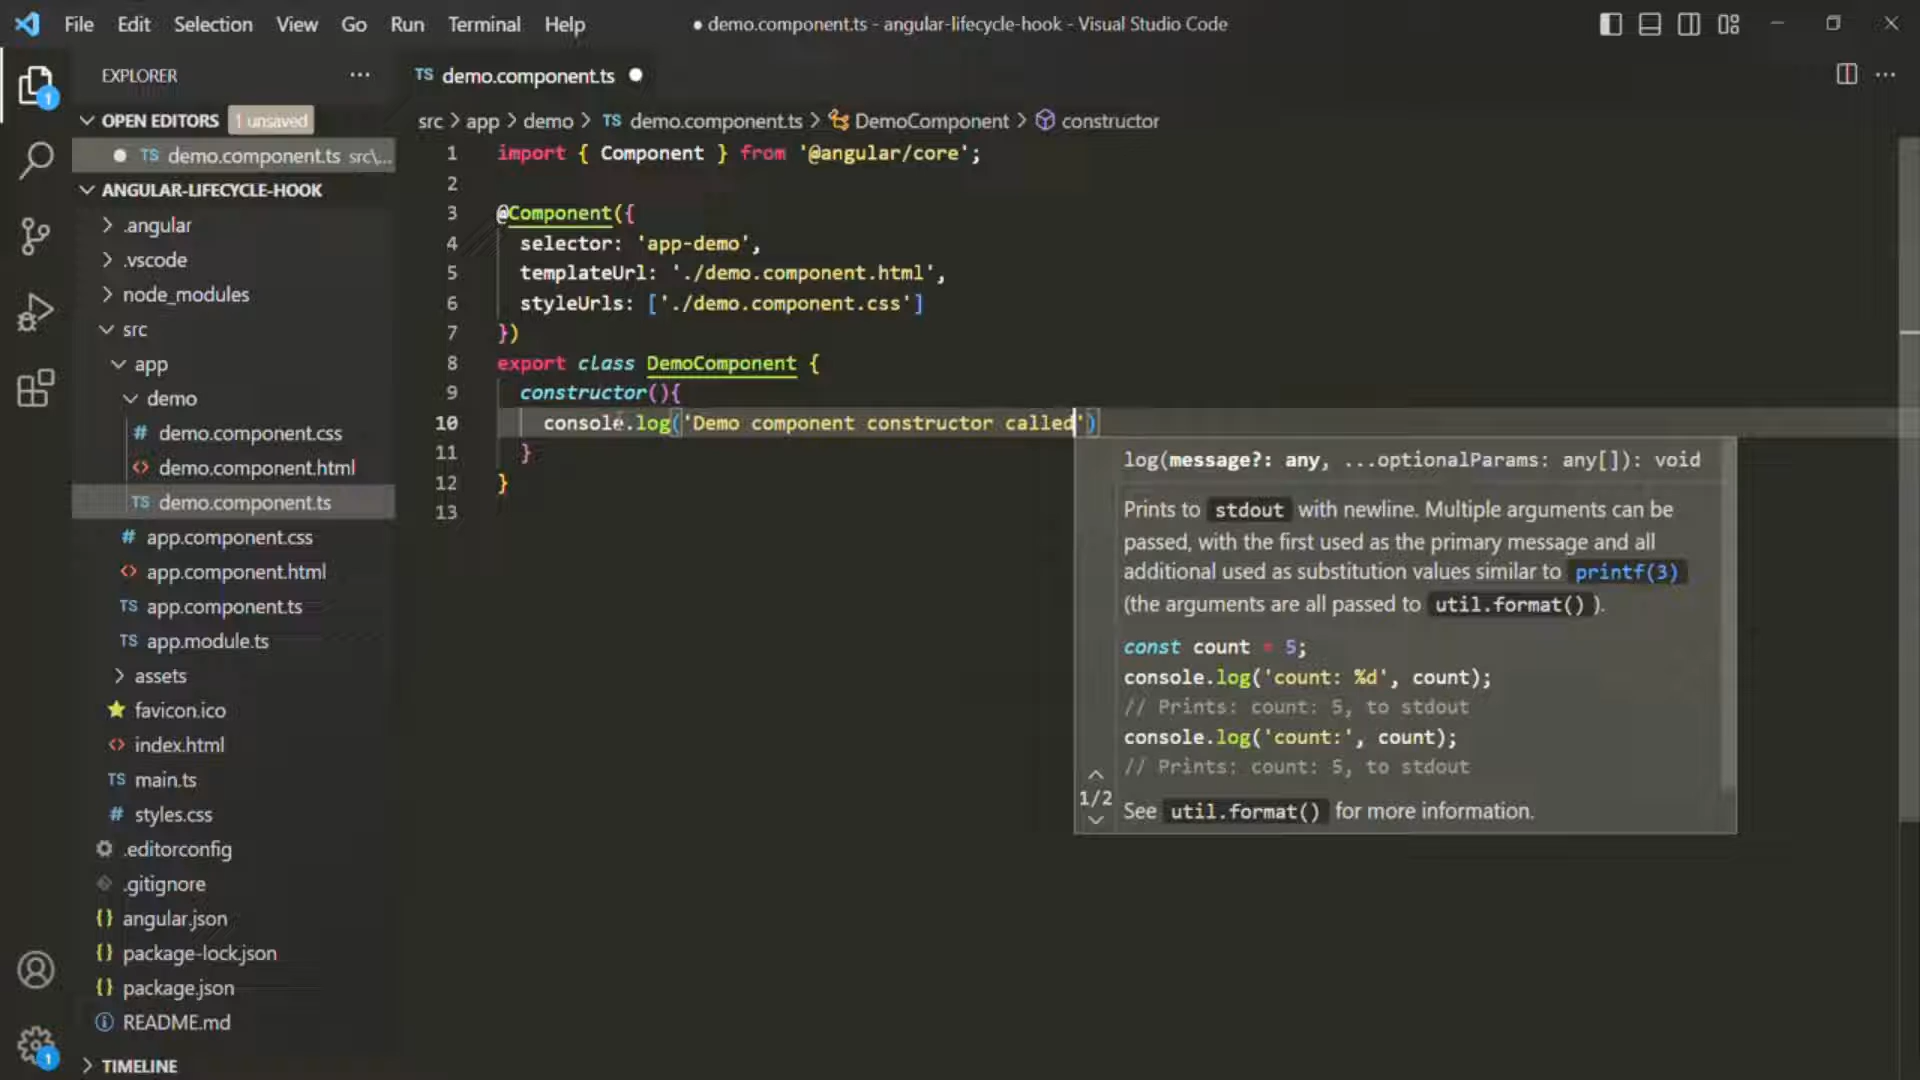 File Edit Selection View Go Run Terminal Help
● demo.component.ts - angular-lifecycle-hook - Visual Studio Code
EXPLORER
OPEN EDITORS 1 unsaved
TS demo.component.ts src\...
ANGULAR-LIFECYCLE-HOOK
.angular
.vscode
node_modules
src
app
demo
# demo.component.css
<> demo.component.html
TS demo.component.ts
# app.component.css
<> app.component.html
TS app.component.ts
TS app.module.ts
assets
favicon.ico
<> index.html
TS main.ts
# styles.css
.editorconfig
.gitignore
{} angular.json
{} package-lock.json
{} package.json
README.md
TIMELINE
1
1
TS demo.component.ts ●
src > app > demo > TS demo.component.ts > DemoComponent > constructor
1 import { Component } from '@angular/core';
2
3 @Component({
4 selector: 'app-demo',
5 templateUrl: './demo.component.html',
6 styleUrls: ['./demo.component.css']
7 })
8 export class DemoComponent {
9 constructor(){
10 console.log('Demo component constructor called')
11 }
12 }
13
log(message?: any, ...optionalParams: any[]): void
Prints to stdout with newline. Multiple arguments can be
passed, with the first used as the primary message and all
additional used as substitution values similar to printf(3)
(the arguments are all passed to util.format() ).
const count = 5;
console.log('count: %d', count);
// Prints: count: 5, to stdout
console.log('count:', count);
// Prints: count: 5, to stdout
1/2
See util.format() for more information.